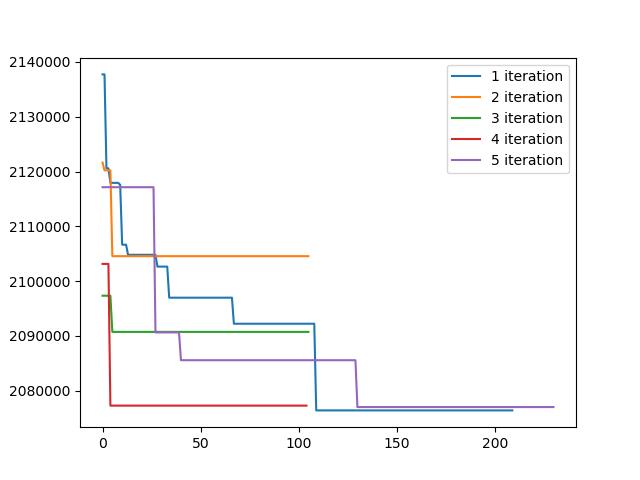 2140000
2130000
2120000
2110000
2100000
2090000
2080000
0
50
100
150
200
1 iteration
2 iteration
3 iteration
4 iteration
5 iteration